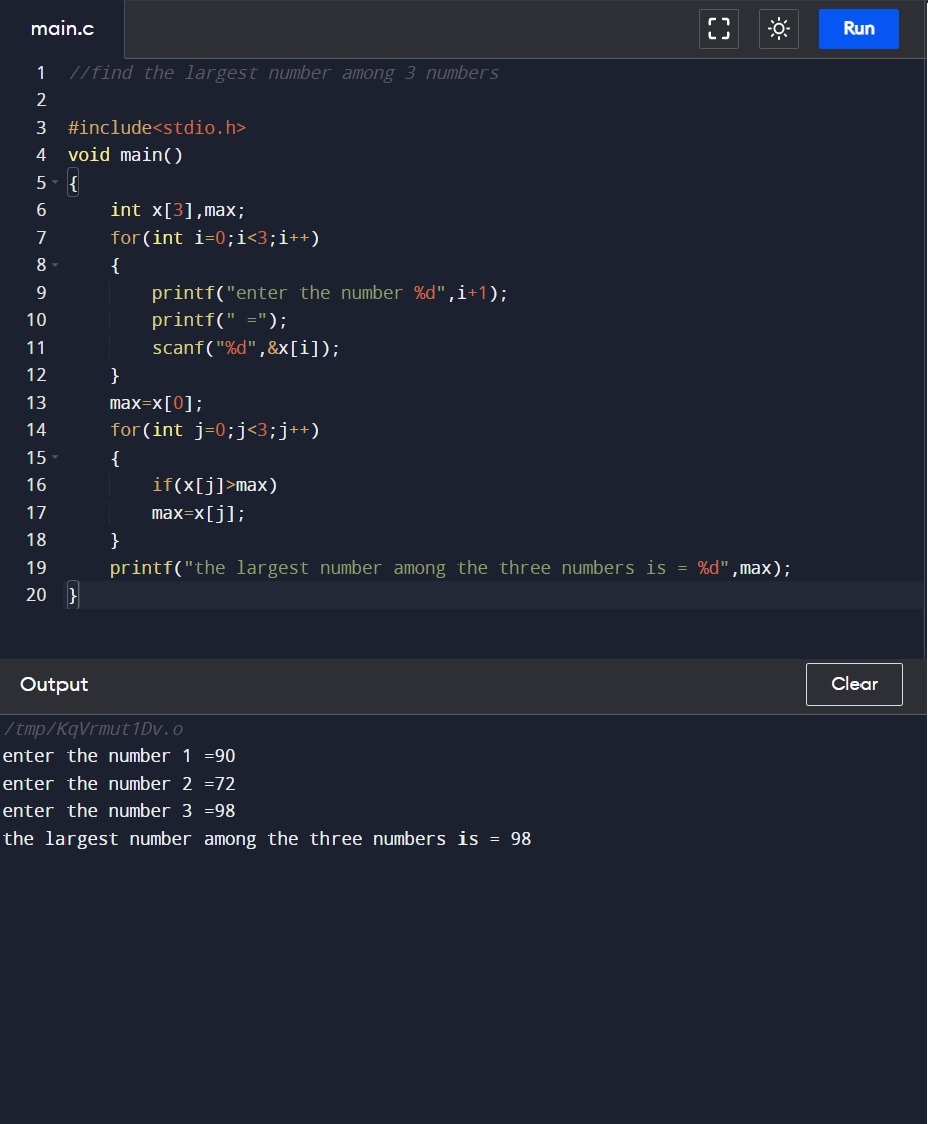 main.c
Run
1 //find the largest number among 3 numbers
2
3 #include<stdio.h>
4 void main()
5 {
6     int x[3],max;
7     for(int i=0;i<3;i++)
8     {
9         printf("enter the number %d",i+1);
10         printf(" =");
11         scanf("%d",&x[i]);
12     }
13     max=x[0];
14     for(int j=0;j<3;j++)
15     {
16         if(x[j]>max)
17         max=x[j];
18     }
19     printf("the largest number among the three numbers is = %d",max);
20 }
Output
Clear
/tmp/KqVrmut1Dv.o
enter the number 1 =90
enter the number 2 =72
enter the number 3 =98
the largest number among the three numbers is = 98